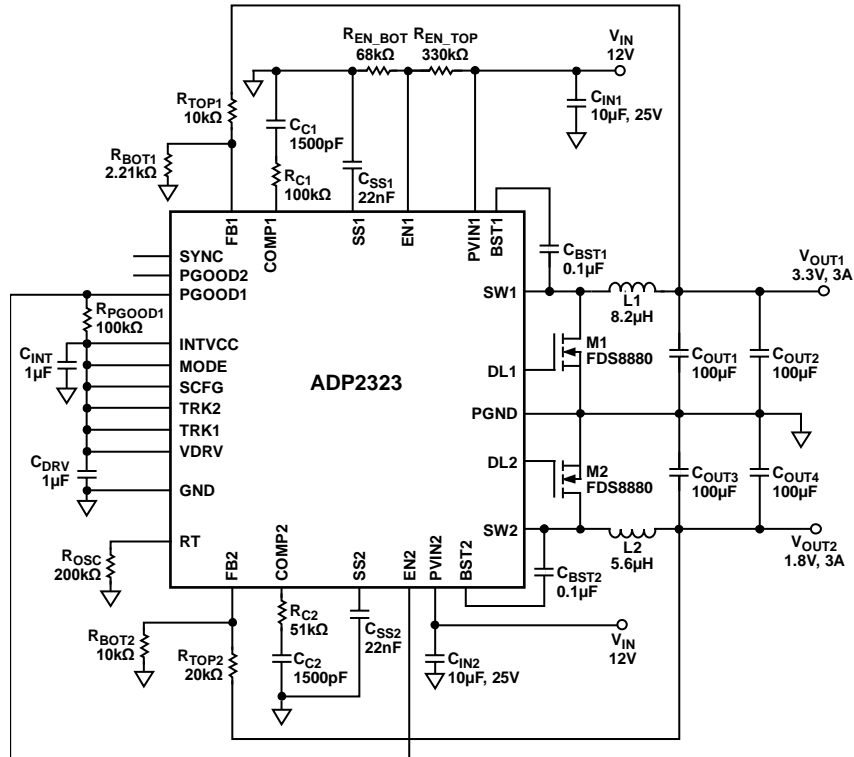 REN_BOT
68kΩ
REN_TOP
330kΩ
VIN
12V
RTOP1
10kΩ
CC1
1500pF
CIN1
10µF, 25V
RBOT1
2.21kΩ
RC1
100kΩ
CSS1
22nF
FB1
COMP1
SS1
EN1
PVIN1
BST1
CBST1
0.1µF
SYNC
PGOOD2
PGOOD1
RPGOOD1
100kΩ
SW1
L1
8.2µH
VOUT1
3.3V, 3A
CINT
1µF
INTVCC
MODE
SCFG
TRK2
TRK1
VDRV
GND
CDRV
1µF
ADP2323
DL1
M1
FDS8880
COUT1
100µF
COUT2
100µF
PGND
DL2
M2
FDS8880
COUT3
100µF
COUT4
100µF
RT
ROSC
200kΩ
SW2
L2
5.6µH
VOUT2
1.8V, 3A
FB2
COMP2
SS2
EN2
PVIN2
BST2
CBST2
0.1µF
RBOT2
10kΩ
RTOP2
20kΩ
RC2
51kΩ
CC2
1500pF
CSS2
22nF
CIN2
10µF, 25V
VIN
12V